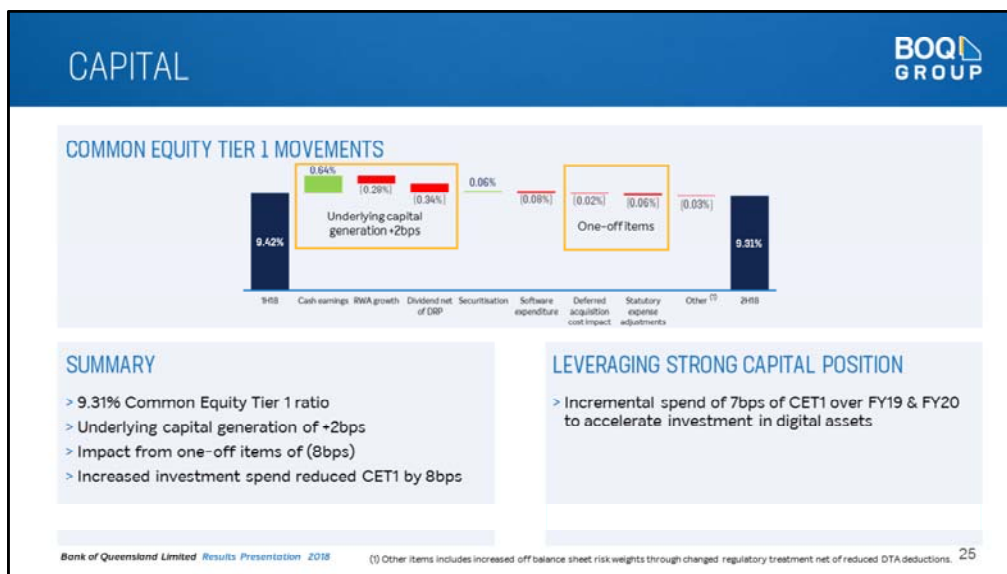 CAPITAL
BOQ
GROUP
COMMON EQUITY TIER 1 MOVEMENTS
0.64%
(0.28%)
(0.34%)
0.06%
(0.08%)
(0.02%)
(0.06%)
(0.03%)
Underlying capital
generation +2bps
One-off items
9.42%
9.31%
1H18
Cash earnings
RWA growth
Dividend net
of DRP
Securitisation
Software
expenditure
Deferred
acquisition
cost impact
Statutory
expense
adjustments
Other (1)
2H18
SUMMARY
> 9.31% Common Equity Tier 1 ratio
> Underlying capital generation of +2bps
> Impact from one-off items of (8bps)
> Increased investment spend reduced CET1 by 8bps
LEVERAGING STRONG CAPITAL POSITION
> Incremental spend of 7bps of CET1 over FY19 & FY20
to accelerate investment in digital assets
Bank of Queensland Limited Results Presentation 2018
(1) Other items includes increased off balance sheet risk weights through changed regulatory treatment net of reduced DTA deductions.
25